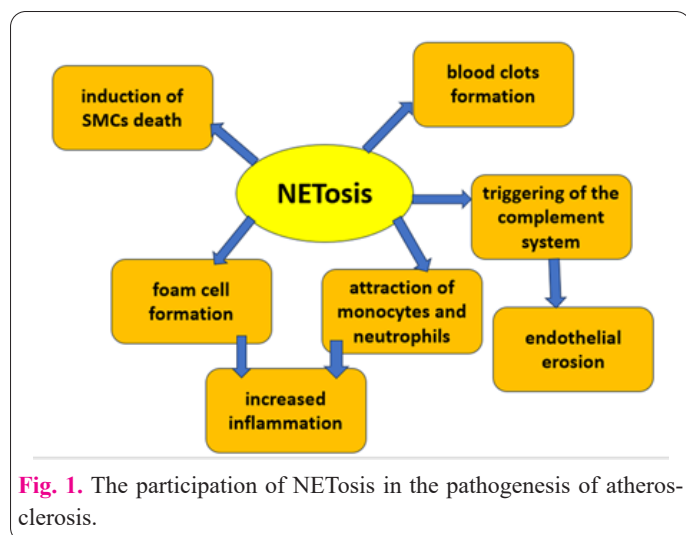 induction of
SMCs death
blood clots
formation
NETosis
triggering of the
complement
system
foam cell
formation
attraction of
monocytes and
neutrophils
endothelial
erosion
increased
inflammation
Fig. 1. The participation of NETosis in the pathogenesis of atheros-
clerosis.